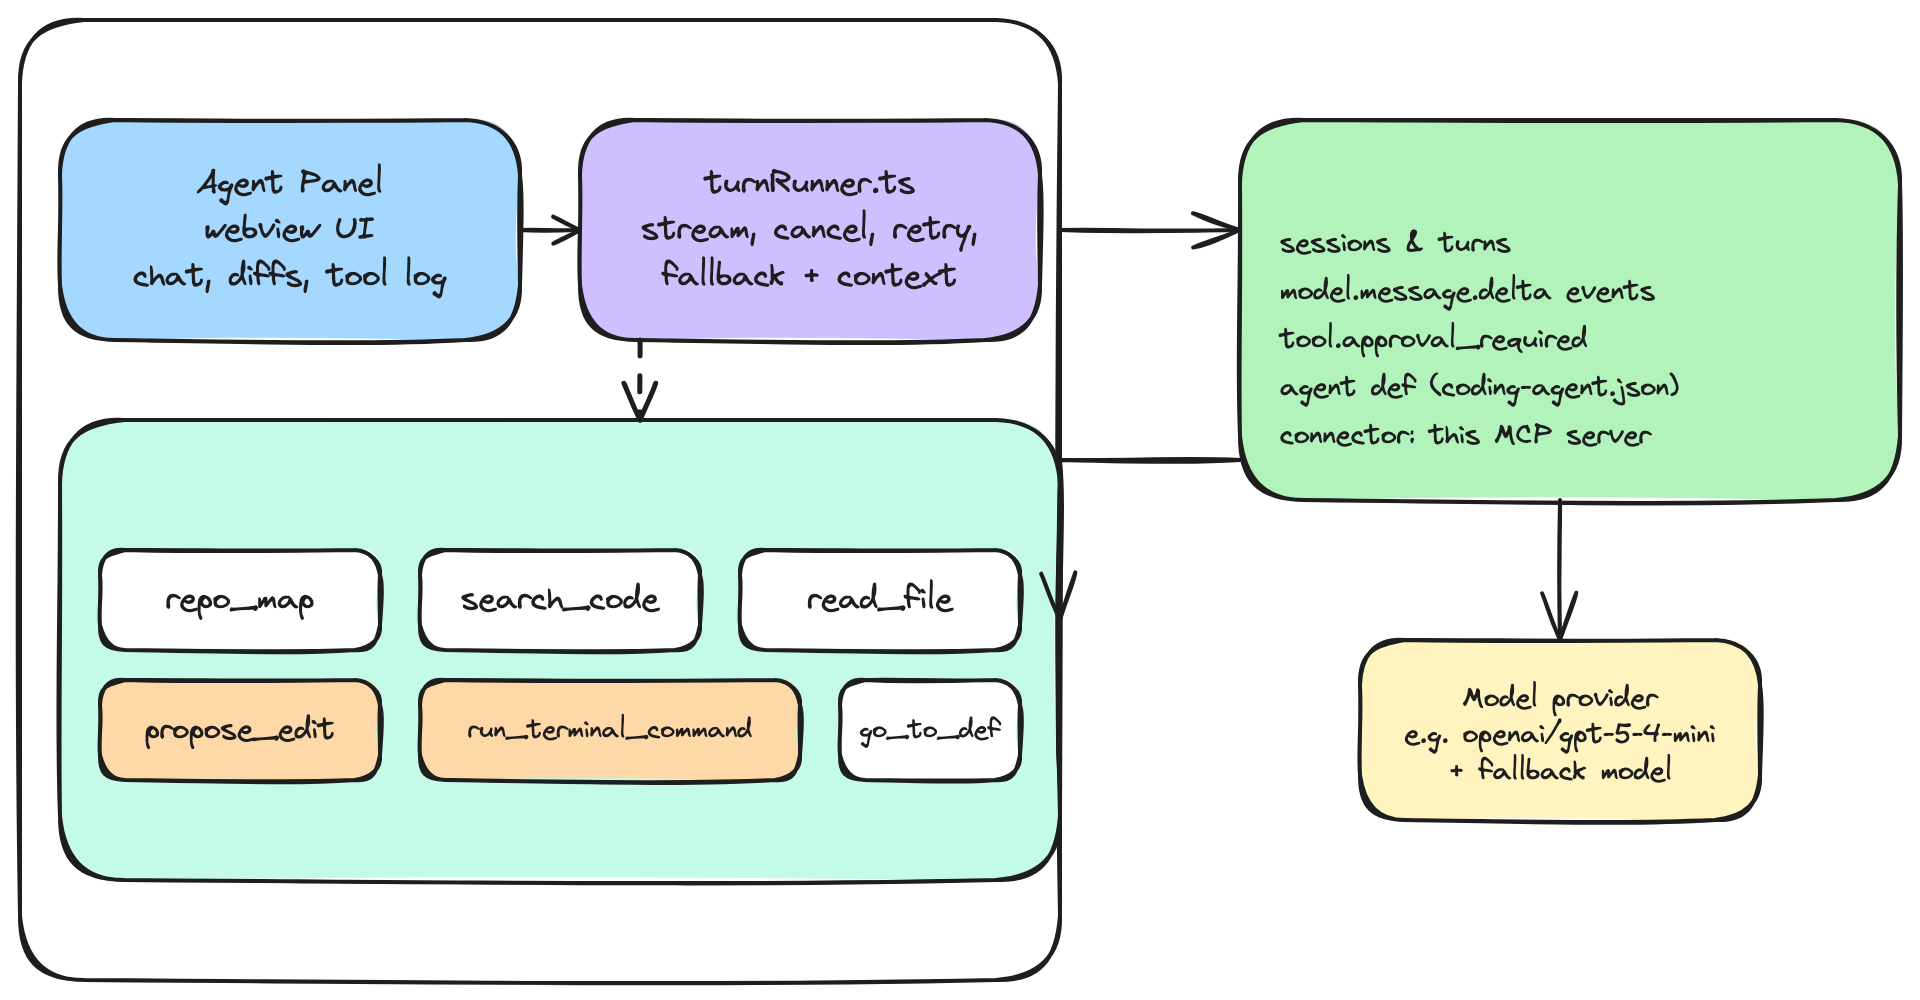 Agent Panel
webview UI
chat, diffs, tool log
turnRunner.ts
stream, cancel, retry,
fallback + context
sessions & turns
model.message.delta events
tool.approval_required
agent def (coding-agent.json)
connector: this MCP server
repo_map
search_code
read_file
propose_edit
run_terminal_command
go_to_def
Model provider
e.g. openai/gpt-5-4-mini
+ fallback model